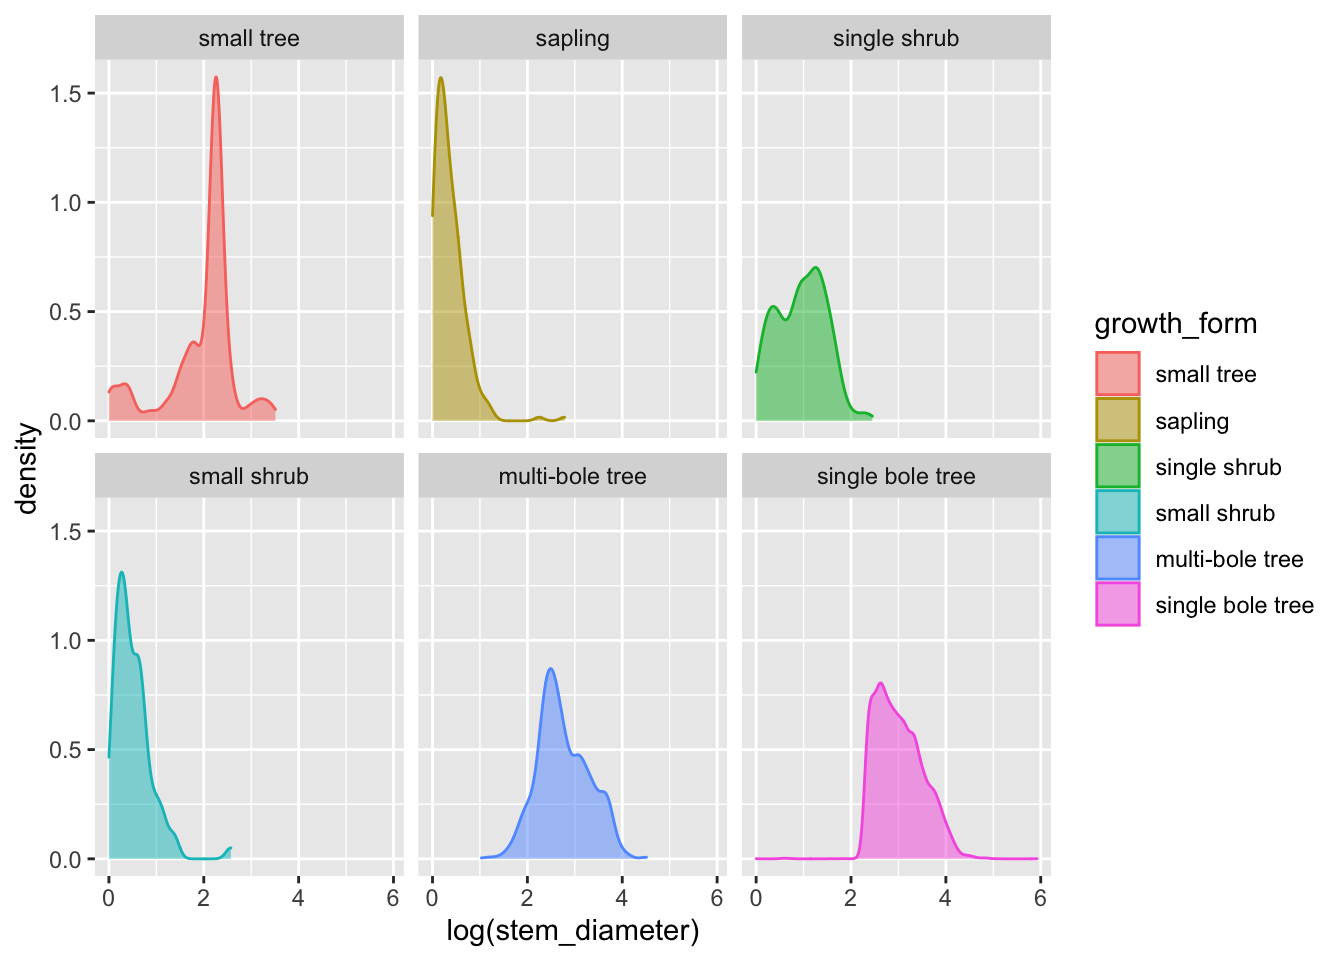 small tree
sapling
single shrub
1.5
1.0
0.5
0.0
small shrub
multi-bole tree
single bole tree
1.5
1.0
0.5
0.0
0 2 4 6
0 2 4 6
0 2 4 6
log(stem_diameter)
density
growth_form
small tree
sapling
single shrub
small shrub
multi-bole tree
single bole tree